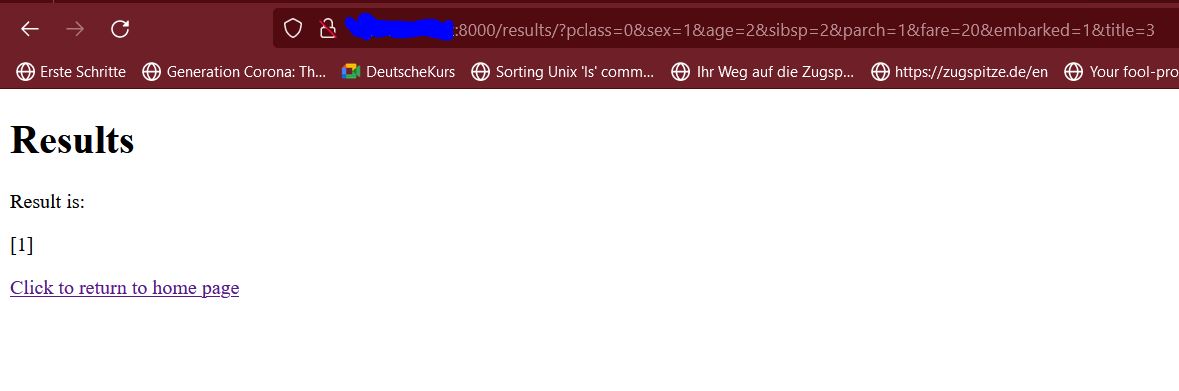 :8000/results/?pclass=0&sex=1&age=2&sibsp=2&parch=1&fare=20&embarked=1&title=3
Erste Schritte Generation Corona: Th... DeutscheKurs Sorting Unix 'ls' comm... Ihr Weg auf die Zugsp... https://zugspitze.de/en Your fool-pro
Results
Result is:
[1]
Click to return to home page